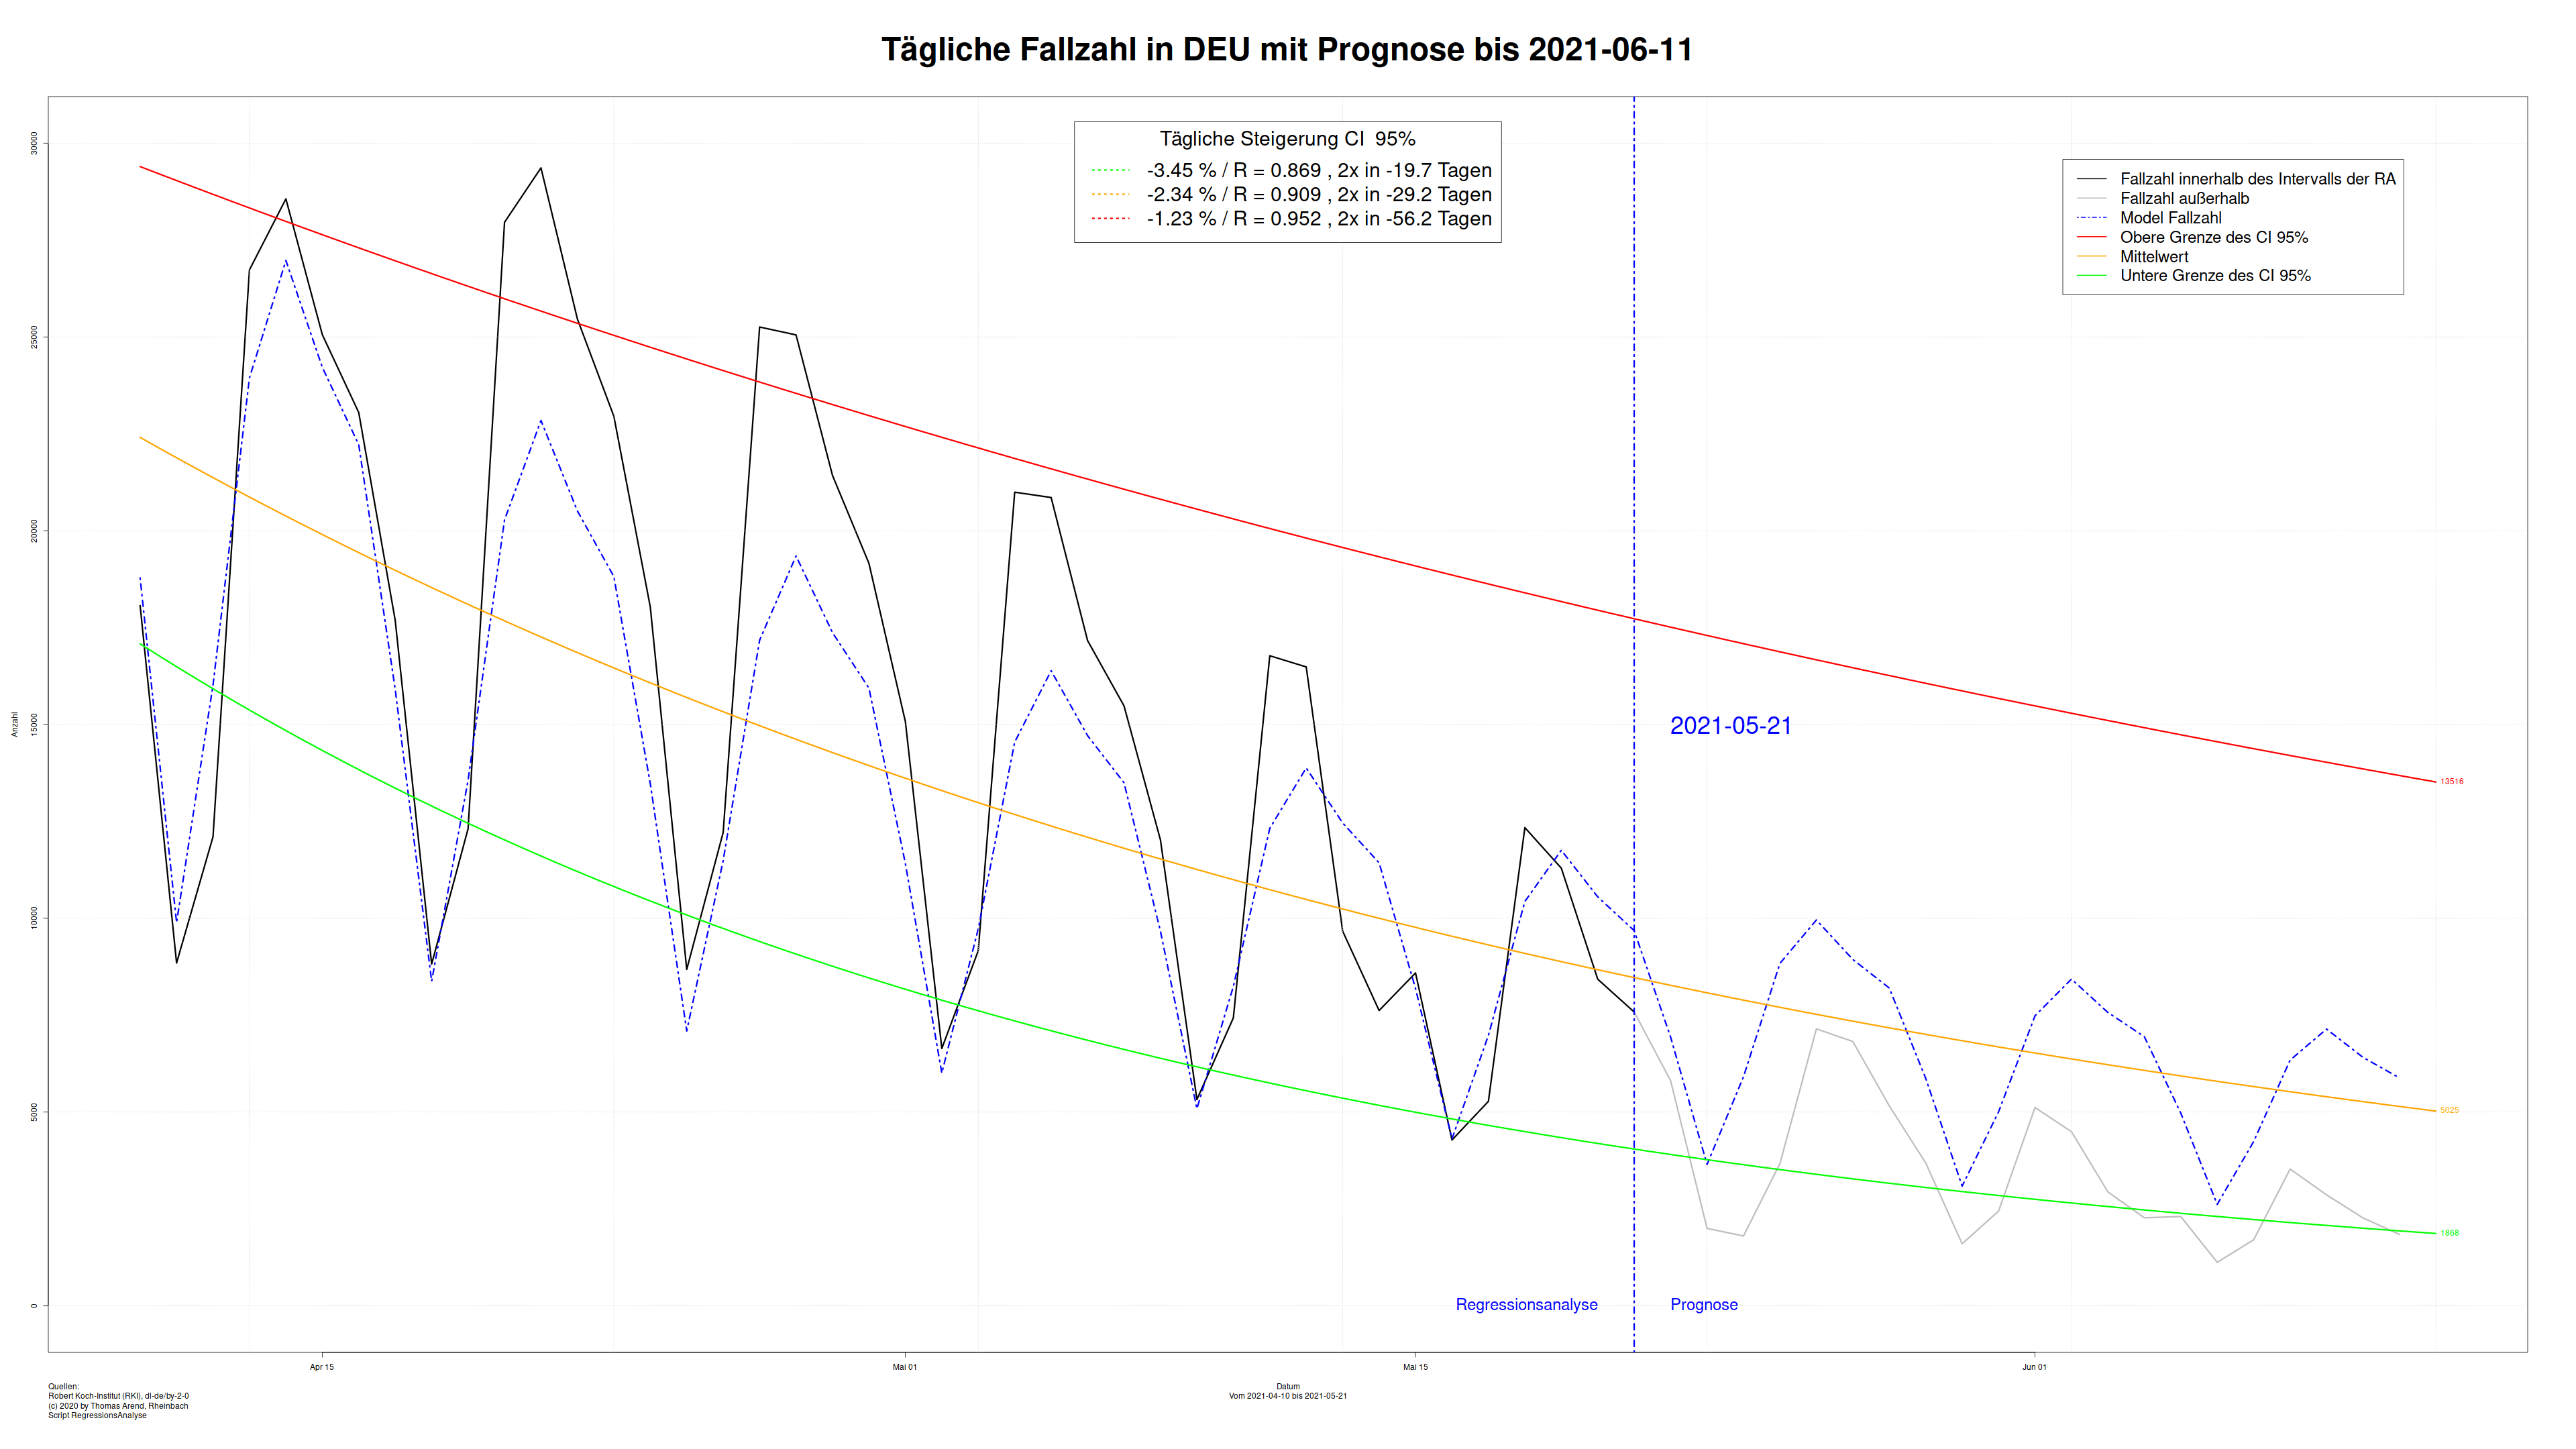 Tägliche Fallzahl in DEU mit Prognose bis 2021-06-11
Tägliche Steigerung CI 95%
-3.45 % / R = 0.869 , 2x in -19.7 Tagen
-2.34 % / R = 0.909 , 2x in -29.2 Tagen
-1.23 % / R = 0.952 , 2x in -56.2 Tagen
Fallzahl innerhalb des Intervalls der RA
Fallzahl außerhalb
Model Fallzahl
Obere Grenze des CI 95%
Mittelwert
Untere Grenze des CI 95%
30000
25000
20000
15000
10000
5000
0
Anzahl
2021-05-21
13516
5025
1868
Regressionsanalyse
Prognose
Apr 15
Mai 01
Mai 15
Jun 01
Datum
Vom 2021-04-10 bis 2021-05-21
Quellen:
Robert Koch-Institut (RKI), dl-de/by-2-0
(c) 2020 by Thomas Arend, Rheinbach
Script RegressionsAnalyse